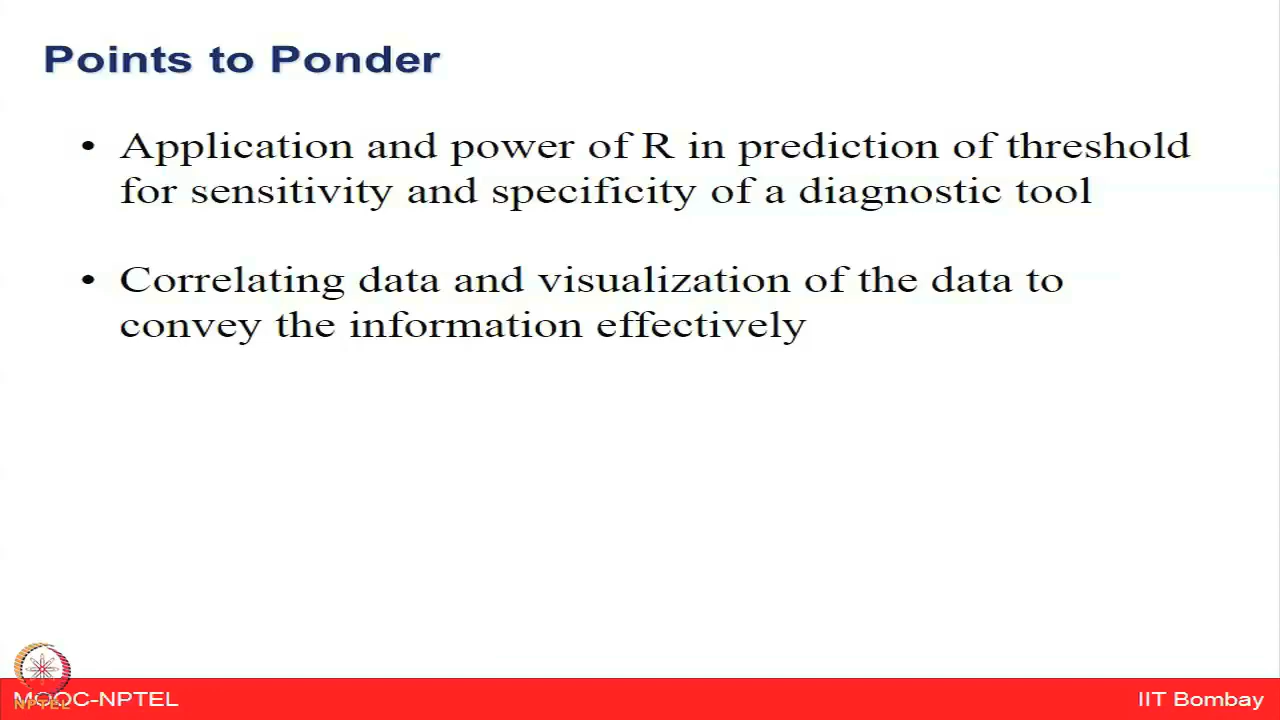 Points to Ponder
• Application and power of R in prediction of threshold
for sensitivity and specificity of a diagnostic tool
• Correlating data and visualization of the data to
convey the information effectively
MOOC-NPTEL
NPTEL
IIT Bombay